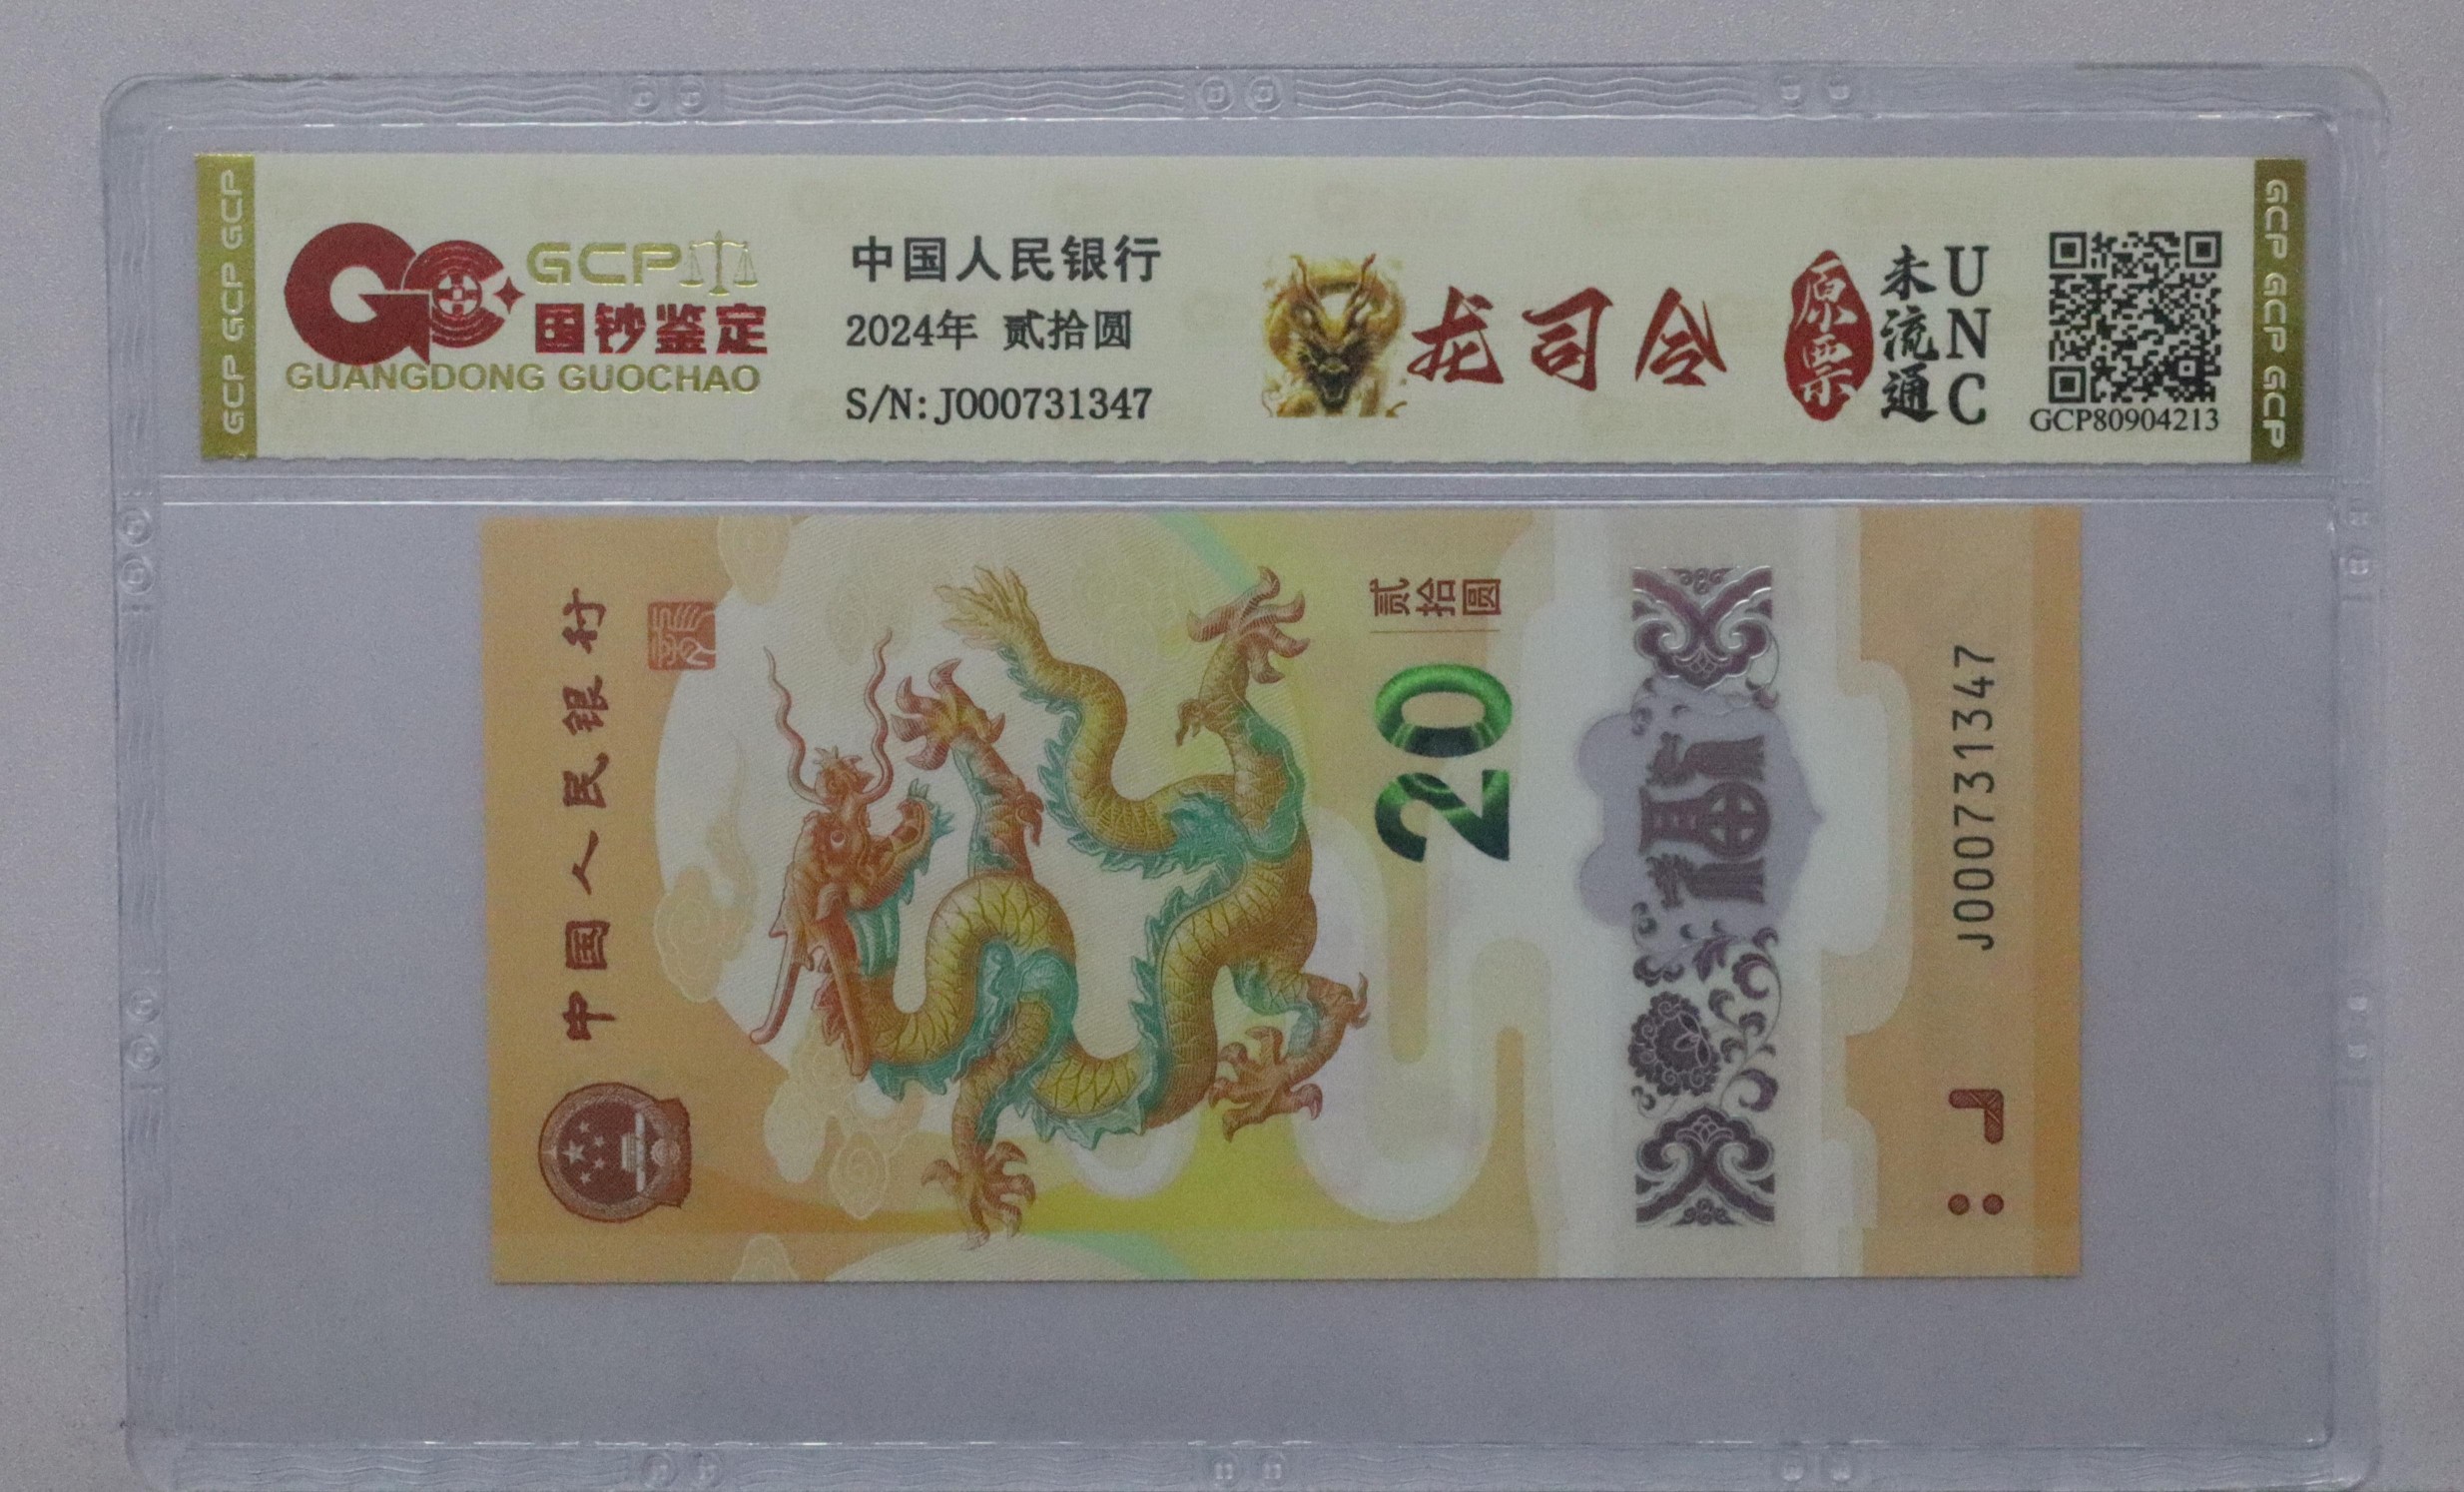 GCP GCP GCP
GCP
国钞鉴定
GUANGDONG GUOCHAO
中国人民银行
2024年 贰拾圆
S/N:J000731347
龙司令
原票
未流通
UNC
GCP80904213
GCP GCP GCP GCP
中国人民银行
贰拾圆
20
福
J000731347